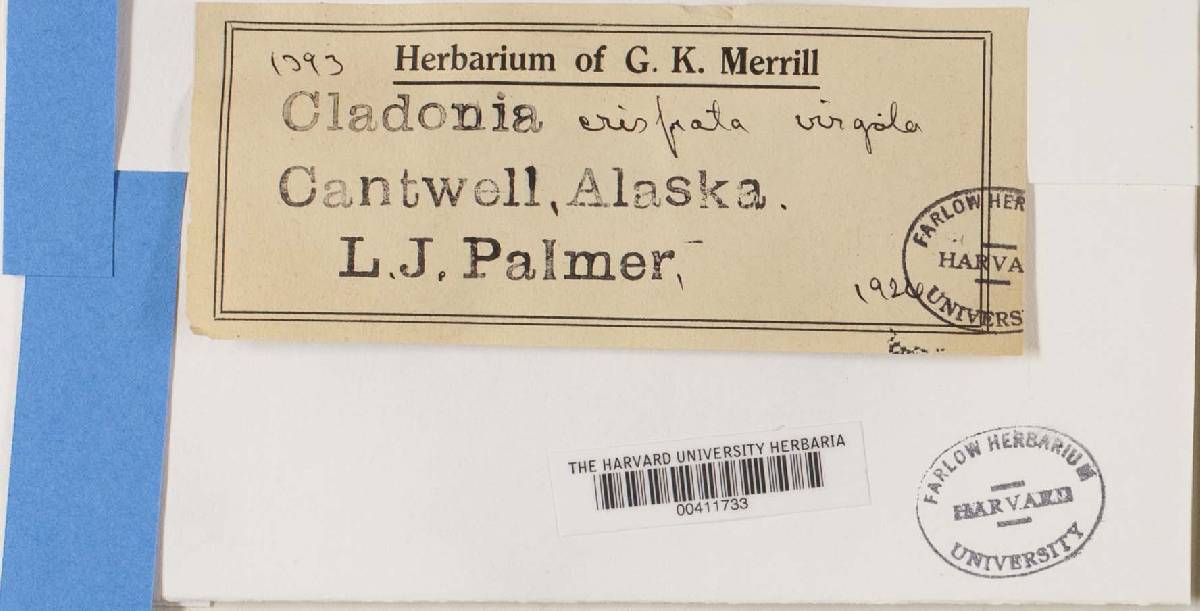 1393 Herbarium of G. K. Merrill
Cladonia crispata virgata
Cantwell, Alaska.
L. J. Palmer,
FARLOW HER
HARVA
UNIVERS
THE HARVARD UNIVERSITY HERBARIA
00411733
FARLOW HERBARIUM
HARVARD
UNIVERSITY